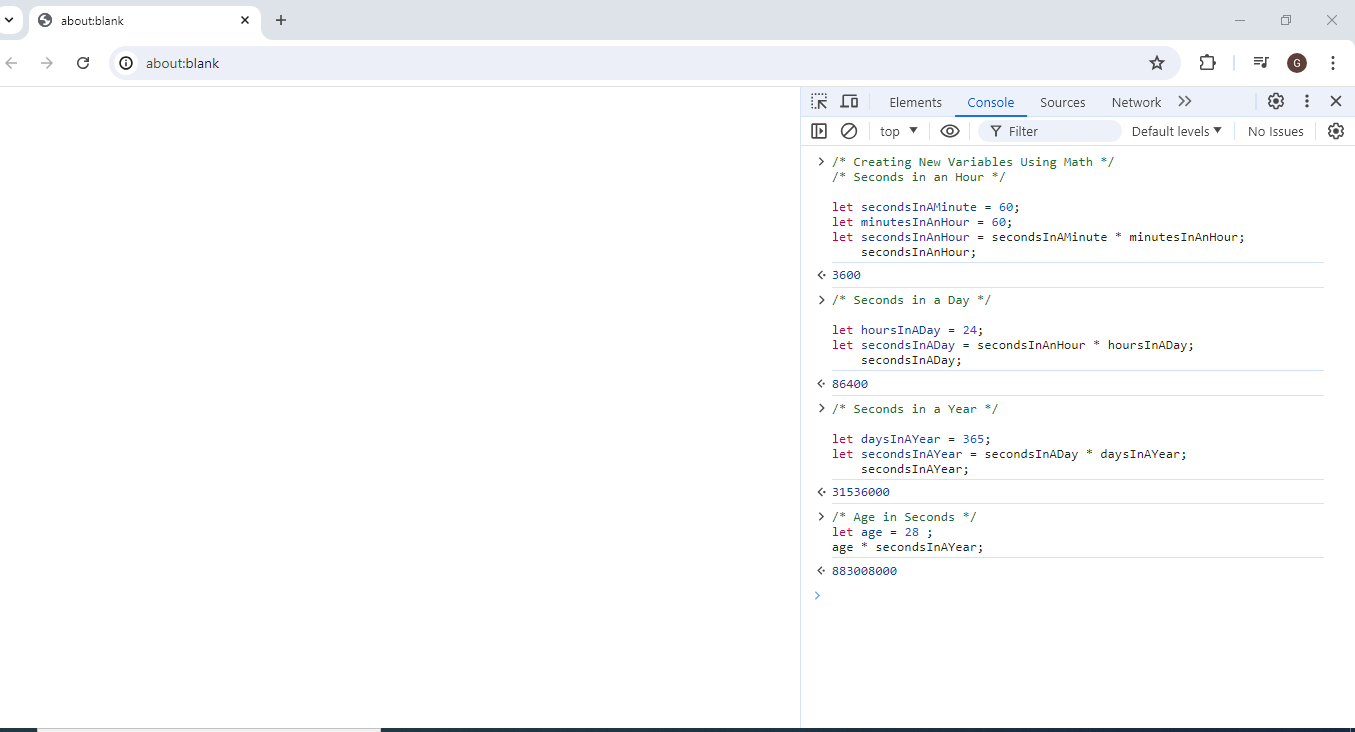 about:blank
about:blank
G
Elements Console Sources Network
top Filter Default levels No Issues
/* Creating New Variables Using Math */
/* Seconds in an Hour */
let secondsInAMinute = 60;
let minutesInAnHour = 60;
let secondsInAnHour = secondsInAMinute * minutesInAnHour;
secondsInAnHour;
3600
/* Seconds in a Day */
let hoursInADay = 24;
let secondsInADay = secondsInAnHour * hoursInADay;
secondsInADay;
86400
/* Seconds in a Year */
let daysInAYear = 365;
let secondsInAYear = secondsInADay * daysInAYear;
secondsInAYear;
31536000
/* Age in Seconds */
let age = 28 ;
age * secondsInAYear;
883008000